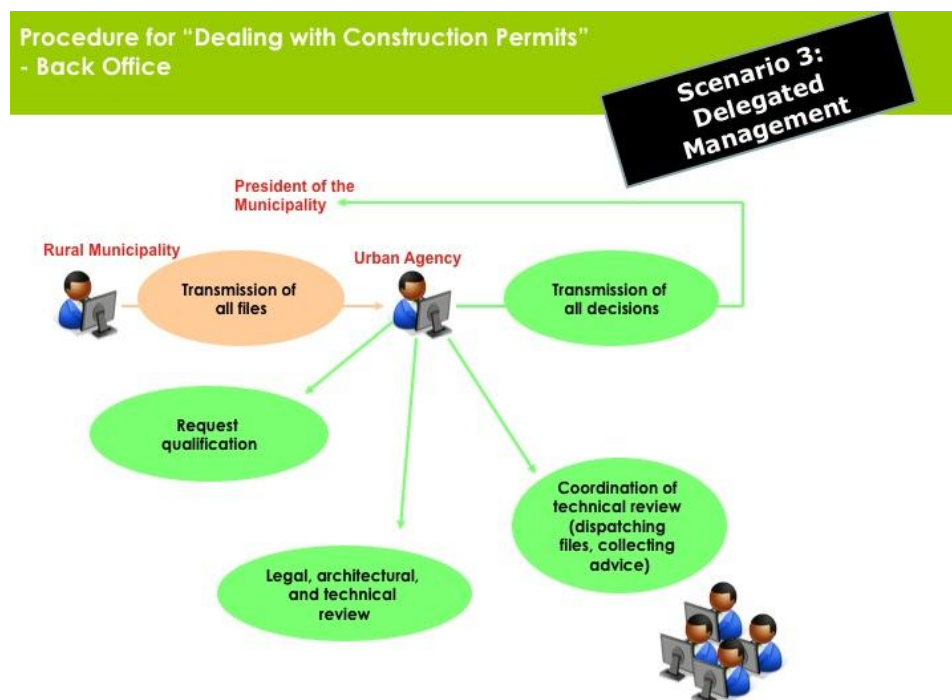 Procedure for “Dealing with Construction Permits”
- Back Office
Scenario 3:
Delegated
Management
President of the
Municipality
Rural Municipality
Transmission of
all files
Urban Agency
Transmission of
all decisions
Request
qualification
Coordination of
technical review
(dispatching
files, collecting
advice)
Legal, architectural,
and technical
review